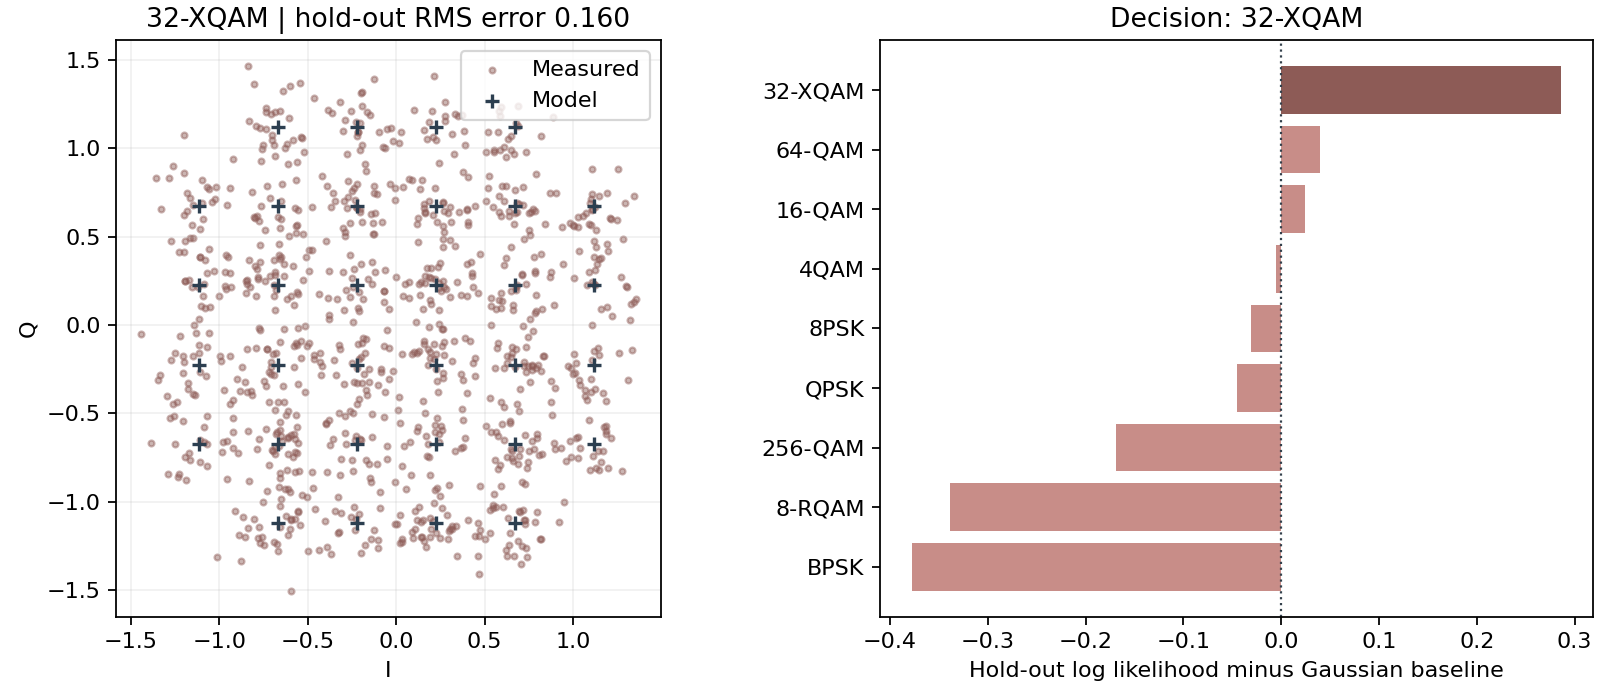 32-XQAM | hold-out RMS error 0.160
Measured
Model
1.5
1.0
0.5
0.0
−0.5
−1.0
−1.5
Q
−1.5
−1.0
−0.5
0.0
0.5
1.0
I
Decision: 32-XQAM
32-XQAM
64-QAM
16-QAM
4QAM
8PSK
QPSK
256-QAM
8-RQAM
BPSK
−0.4
−0.3
−0.2
−0.1
0.0
0.1
0.2
0.3
Hold-out log likelihood minus Gaussian baseline